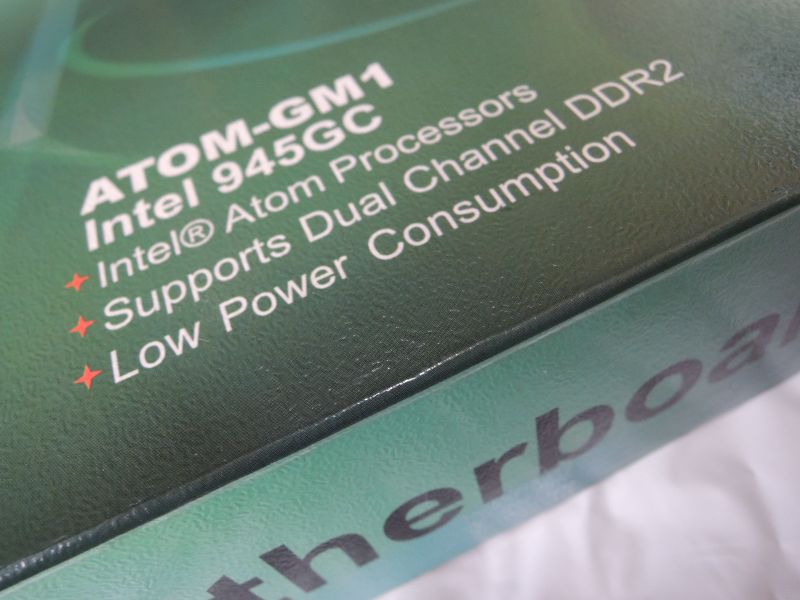 ATOM-GM1
Intel 945GC
Intel® Atom Processors
Supports Dual Channel DDR2
Low Power Consumption
therboa